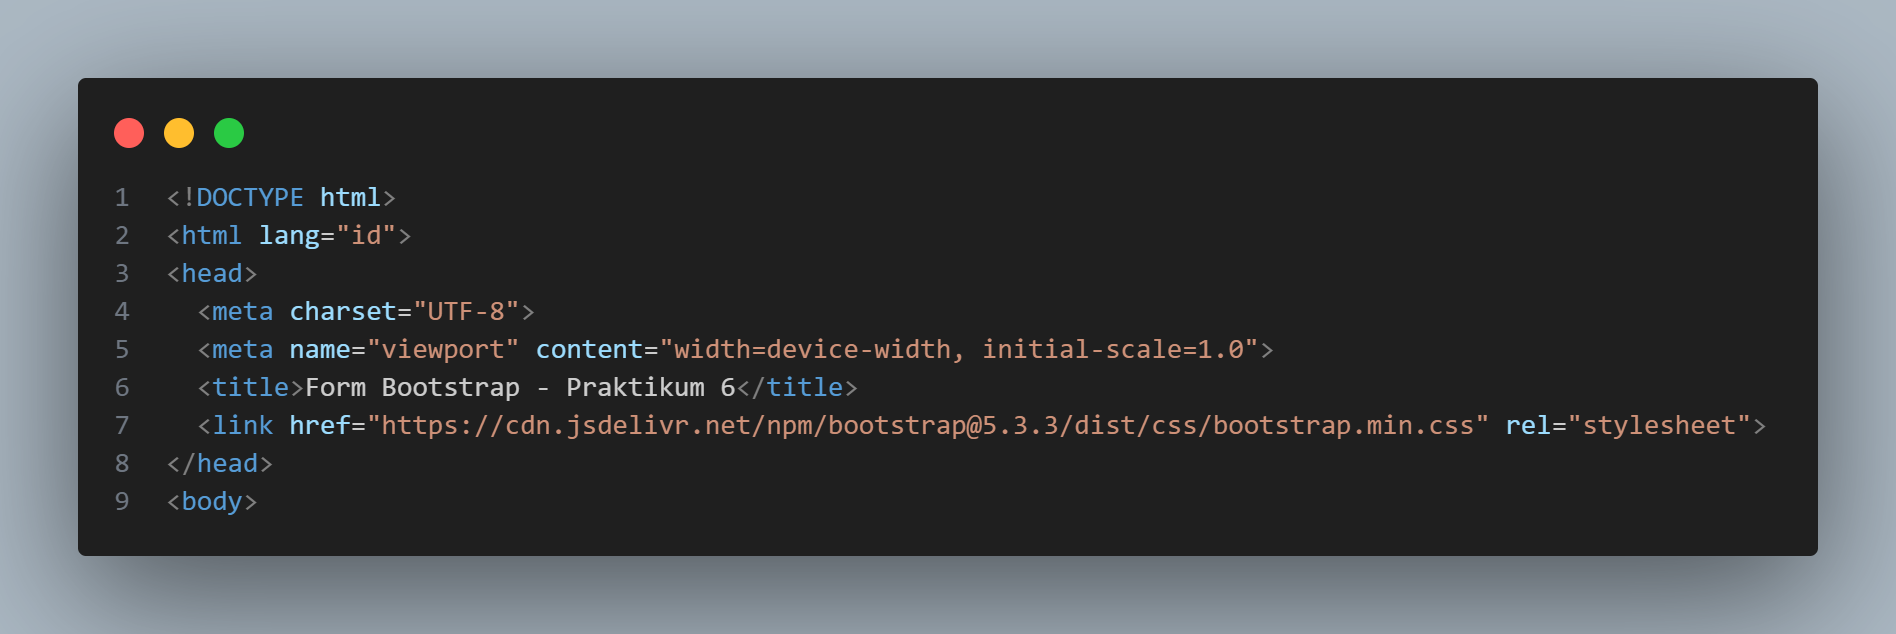 1 <!DOCTYPE html>
2 <html lang="id">
3 <head>
4   <meta charset="UTF-8">
5   <meta name="viewport" content="width=device-width, initial-scale=1.0">
6   <title>Form Bootstrap - Praktikum 6</title>
7   <link href="https://cdn.jsdelivr.net/npm/bootstrap@5.3.3/dist/css/bootstrap.min.css" rel="stylesheet">
8 </head>
9 <body>